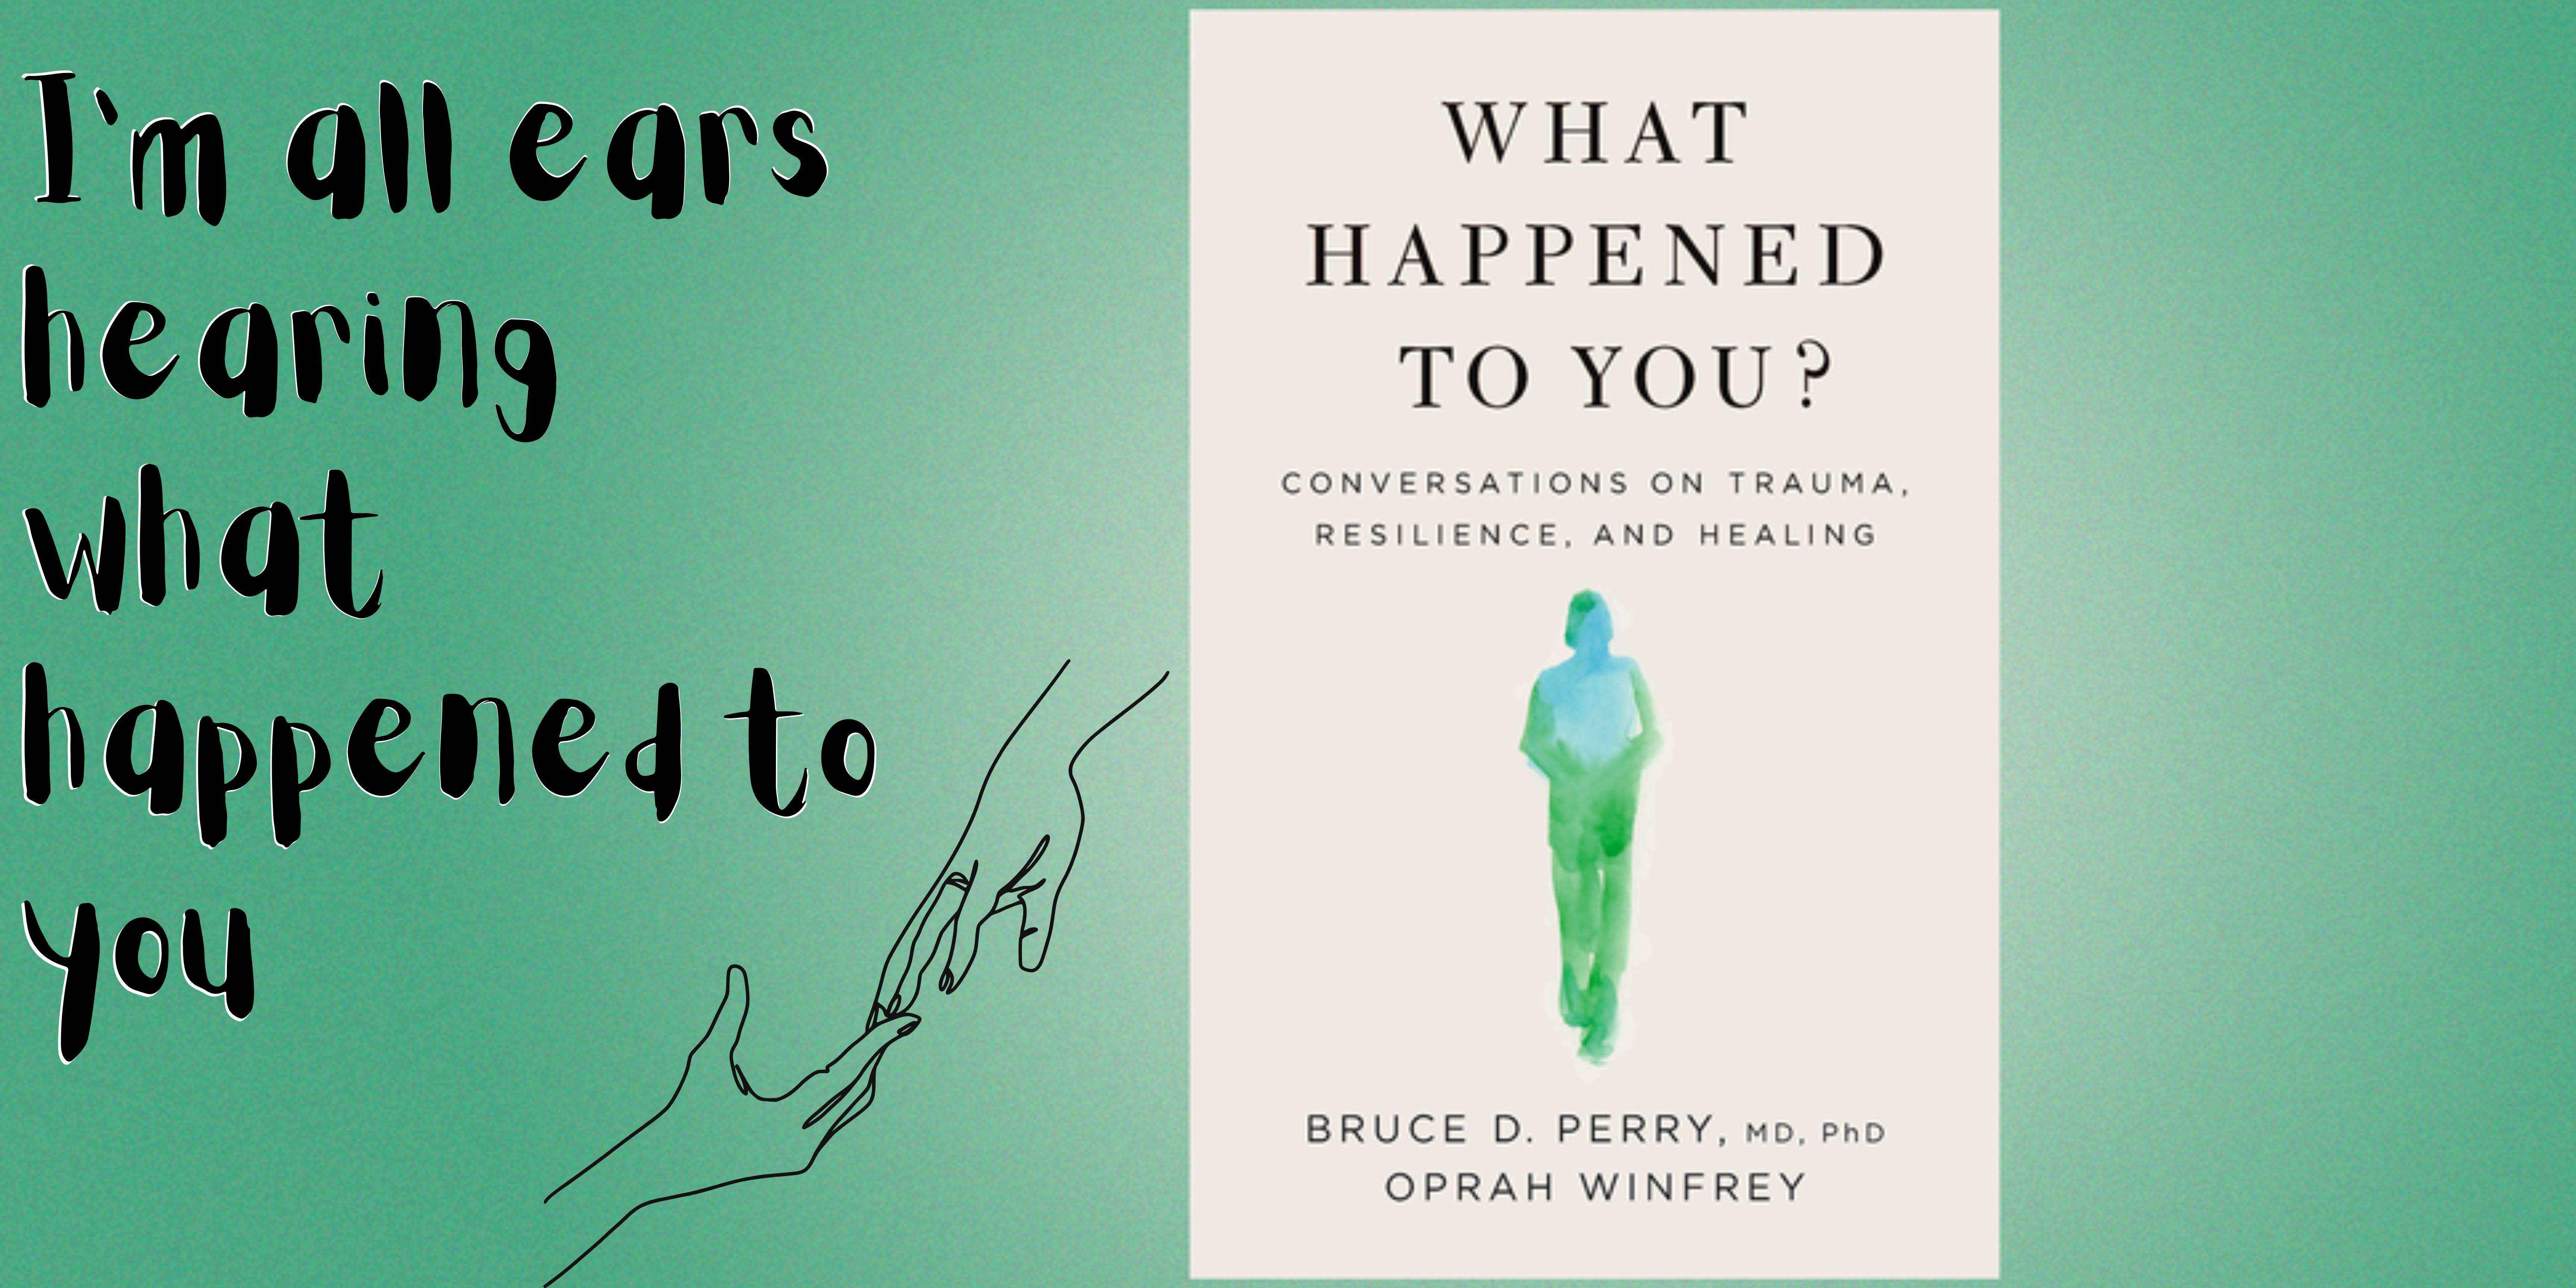 I'm all ears
hearing
what
happened to
you
WHAT
HAPPENED
TO YOU?
CONVERSATIONS ON TRAUMA,
RESILIENCE, AND HEALING
BRUCE D. PERRY, MD, PhD
OPRAH WINFREY